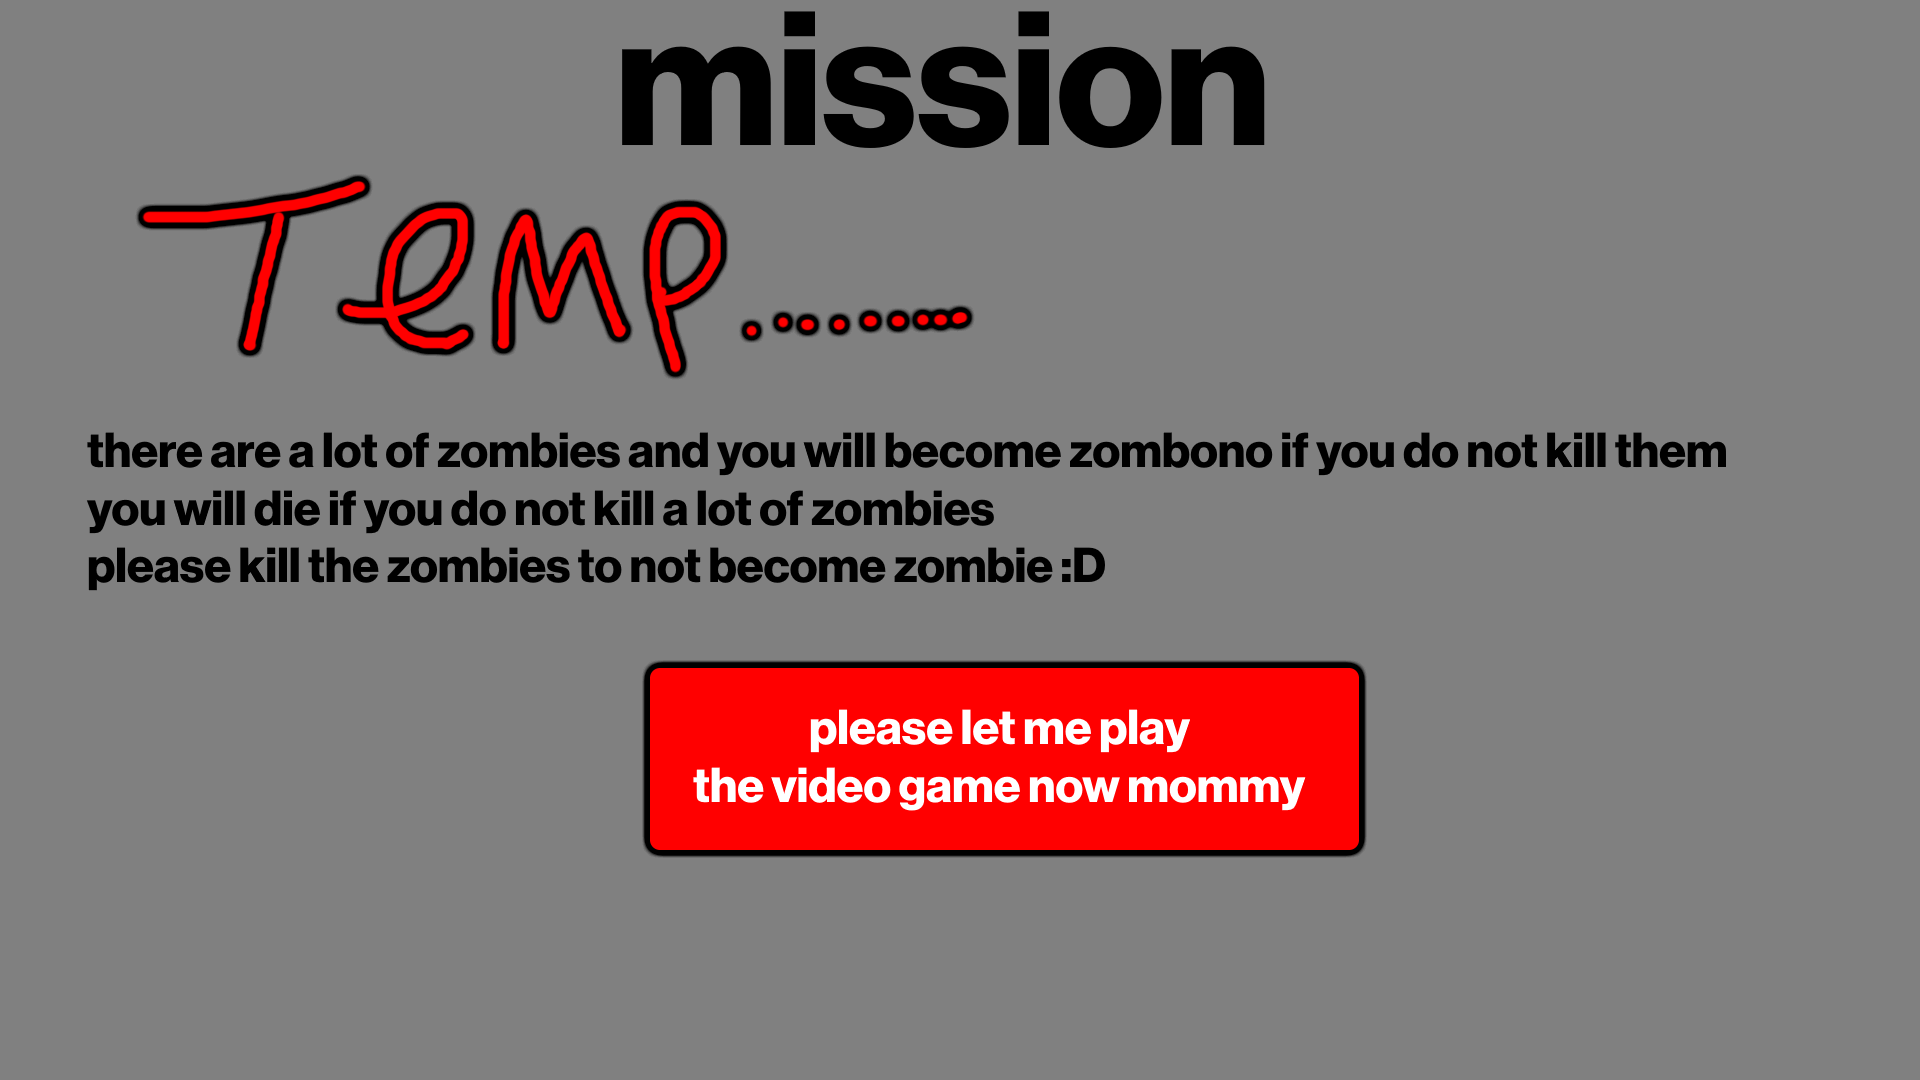 mission
Temp..........
there are a lot of zombies and you will become zombono if you do not kill them
you will die if you do not kill a lot of zombies
please kill the zombies to not become zombie :D
please let me play
the video game now mommy